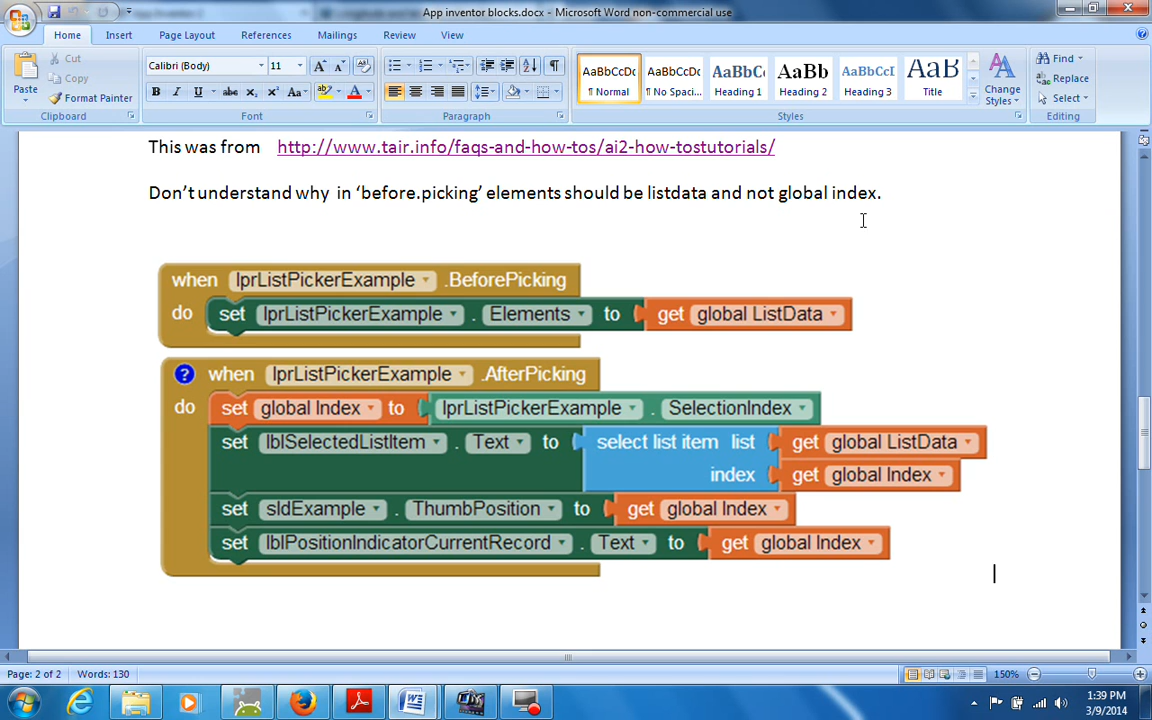 App inventor blocks.docx - Microsoft Word non-commercial use
Home Insert Page Layout References Mailings Review View
Paste
Cut
Copy
Format Painter
Clipboard
Calibri (Body) 11
Font
Paragraph
AaBbCcDc AaBbCcDc AaBbC AaBbC AaBbCcI AaB
¶ Normal ¶ No Spaci... Heading 1 Heading 2 Heading 3 Title
Change Styles
Styles
Find
Replace
Select
Editing
This was from http://www.tair.info/faqs-and-how-tos/ai2-how-tostutorials/
Don't understand why in 'before.picking' elements should be listdata and not global index.
when lprListPickerExample .BeforePicking
do set lprListPickerExample . Elements to get global ListData
? when lprListPickerExample .AfterPicking
do set global Index to lprListPickerExample . SelectionIndex
set lblSelectedListItem . Text to select list item list get global ListData
index get global Index
set sldExample . ThumbPosition to get global Index
set lblPositionIndicatorCurrentRecord . Text to get global Index
Page: 2 of 2 Words: 130 150%
1:39 PM
3/9/2014